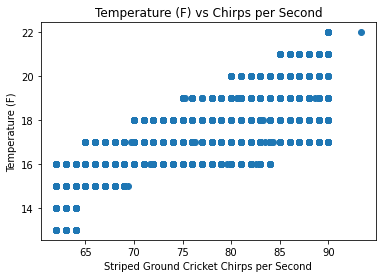 Temperature (F) vs Chirps per Second
22
20
18
16
14
Temperature (F)
65 70 75 80 85 90
Striped Ground Cricket Chirps per Second